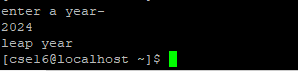 enter a year-
2024
leap year
[cse16@localhost ~]$